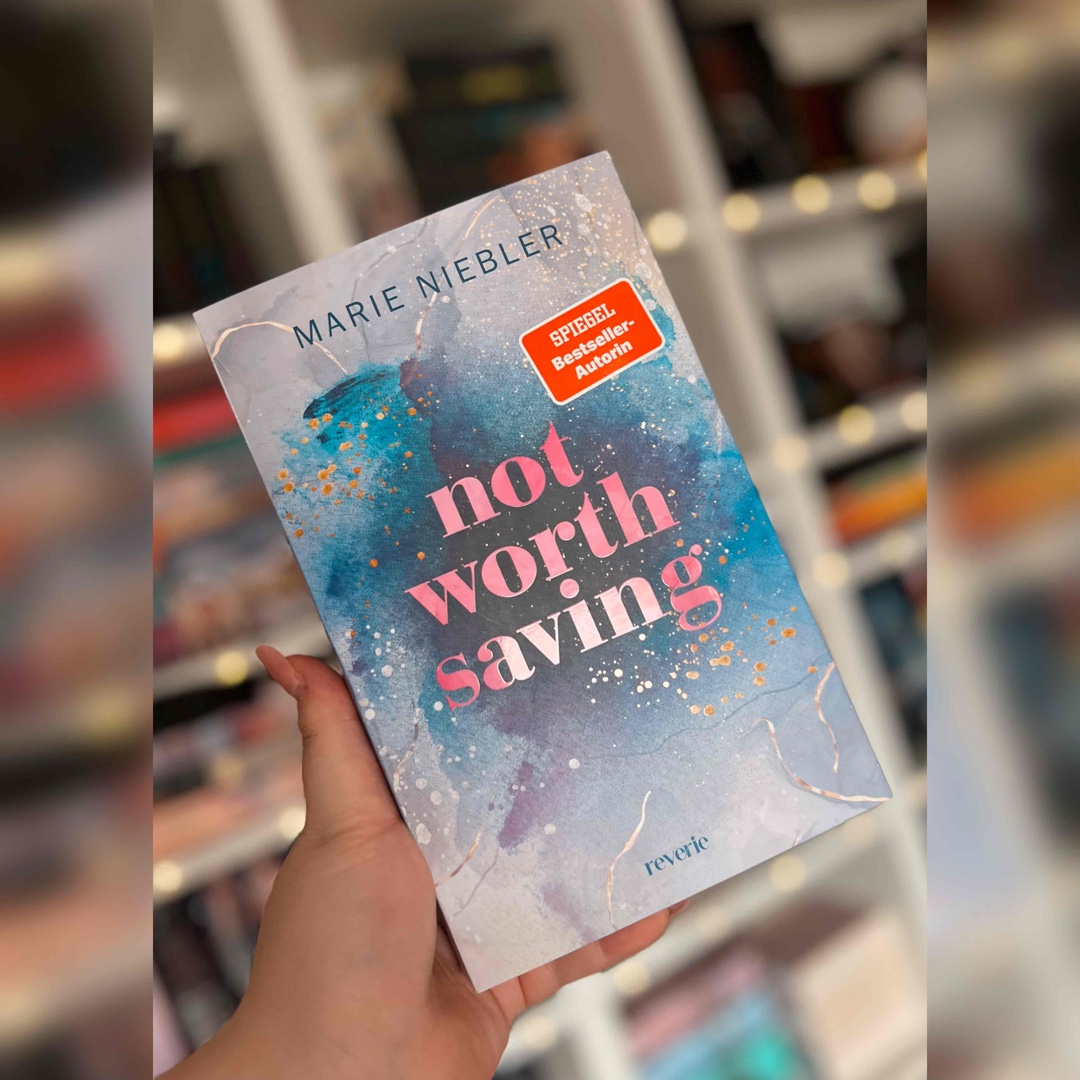 MARIE NIEBLER
SPIEGEL
Bestseller-
Autorin
not
worth
saving
reverie